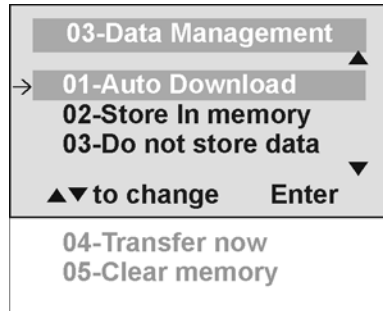 03-Data Management
01-Auto Download
02-Store In memory
03-Do not store data
▲▼to change Enter
04-Transfer now
05-Clear memory